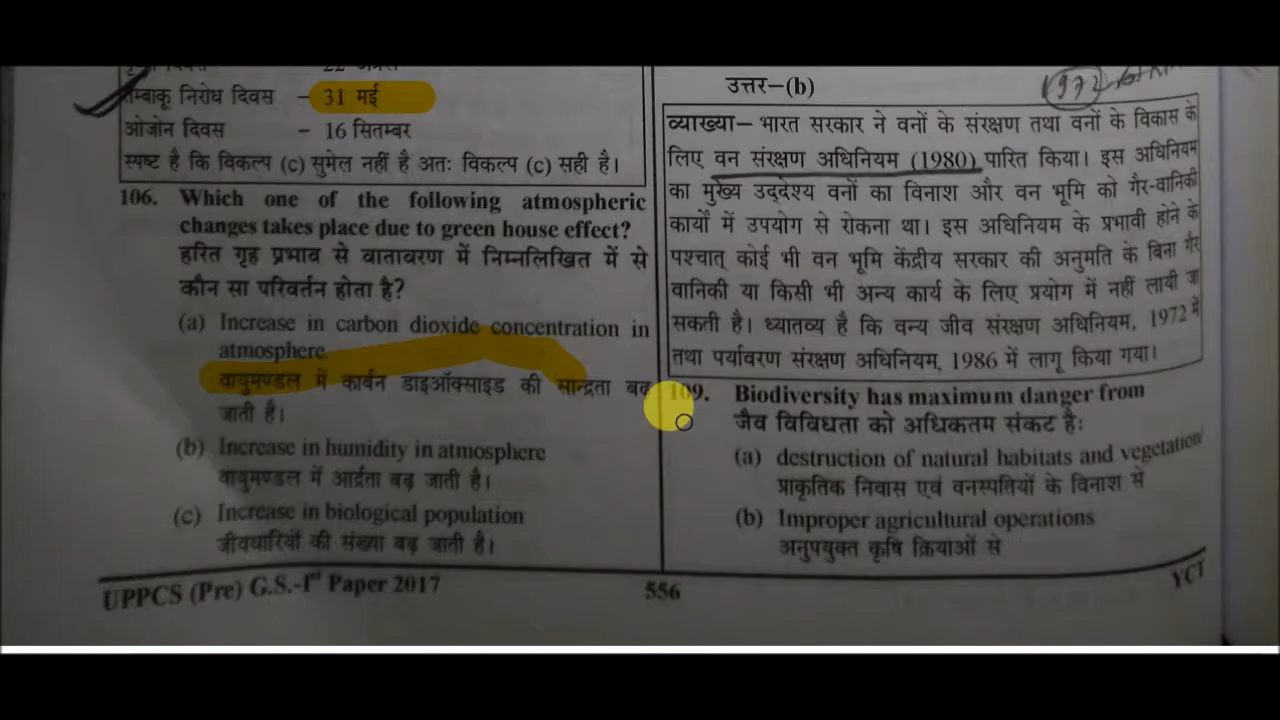 22 अप्रैल
तम्बाकू निरोध दिवस – 31 मई
ओजोन दिवस – 16 सितम्बर
स्पष्ट है कि विकल्प (c) सुमेल नहीं है अतः विकल्प (c) सही है।
106. Which one of the following atmospheric
changes takes place due to green house effect?
हरित गृह प्रभाव से वातावरण में निम्नलिखित में से
कौन सा परिवर्तन होता है?
(a) Increase in carbon dioxide concentration in
atmosphere.
वायुमण्डल में कार्बन डाइऑक्साइड की सान्द्रता बढ़
जाती है।
(b) Increase in humidity in atmosphere
वायुमण्डल में आर्द्रता बढ़ जाती है।
(c) Increase in biological population
जीवधारियों की संख्या बढ़ जाती है।
उत्तर–(b)
1972
व्याख्या– भारत सरकार ने वनों के संरक्षण तथा वनों के विकास के
लिए वन संरक्षण अधिनियम (1980) पारित किया। इस अधिनियम
का मुख्य उद्देश्य वनों का विनाश और वन भूमि को गैर-वानिकी
कार्यों में उपयोग से रोकना था। इस अधिनियम के प्रभावी होने के
पश्चात् कोई भी वन भूमि केंद्रीय सरकार की अनुमति के बिना गैर
वानिकी या किसी भी अन्य कार्य के लिए प्रयोग में नहीं लायी जा
सकती है। ध्यातव्य है कि वन्य जीव संरक्षण अधिनियम, 1972 में
तथा पर्यावरण संरक्षण अधिनियम, 1986 में लागू किया गया।
109. Biodiversity has maximum danger from
जैव विविधता को अधिकतम संकट है:
(a) destruction of natural habitats and vegetation
प्राकृतिक निवास एवं वनस्पतियों के विनाश से
(b) Improper agricultural operations
अनुपयुक्त कृषि क्रियाओं से
UPPCS (Pre) G.S.-Ist Paper 2017
556
YCT